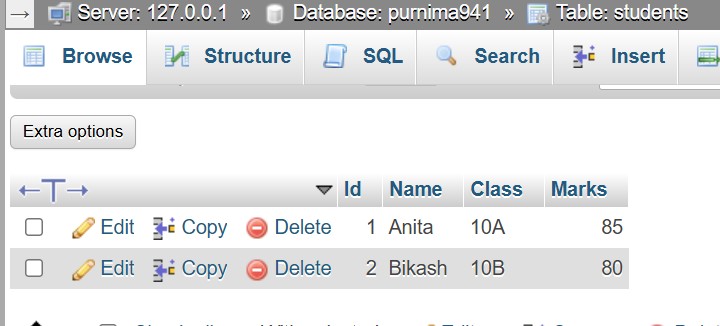 → Server: 127.0.0.1 » Database: purnima941 » Table: students
Browse Structure SQL Search Insert
Extra options
←T→ Id Name Class Marks
Edit Copy Delete 1 Anita 10A 85
Edit Copy Delete 2 Bikash 10B 80